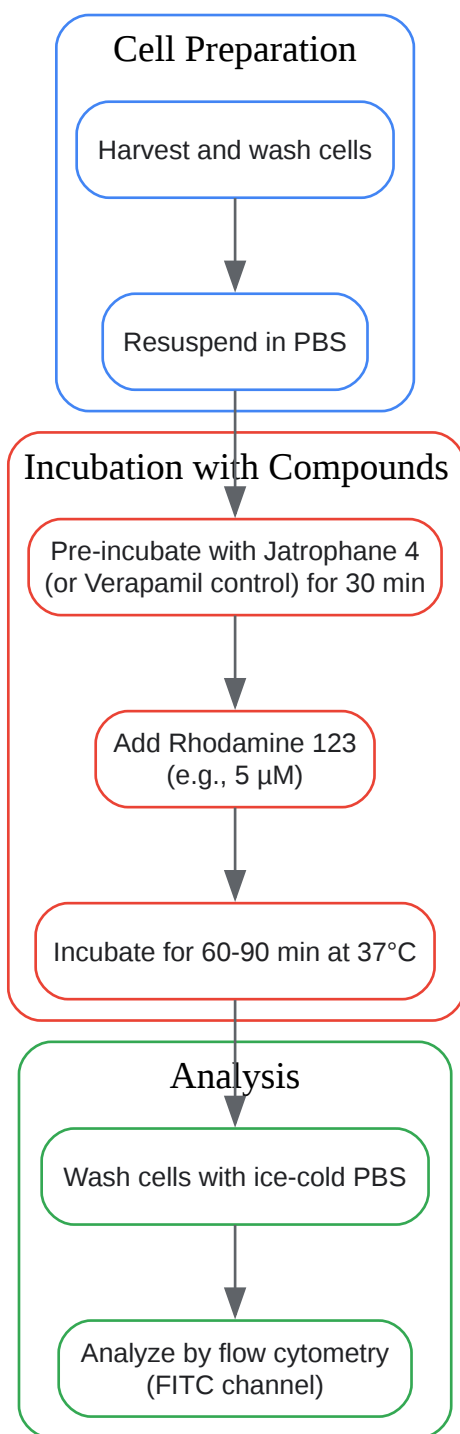 Cell Preparation
Harvest and wash cells
Resuspend in PBS
Incubation with Compounds
Pre-incubate with Jatrophane 4
(or Verapamil control) for 30 min
Add Rhodamine 123
(e.g., 5 µM)
Incubate for 60-90 min at 37°C
Analysis
Wash cells with ice-cold PBS
Analyze by flow cytometry
(FITC channel)